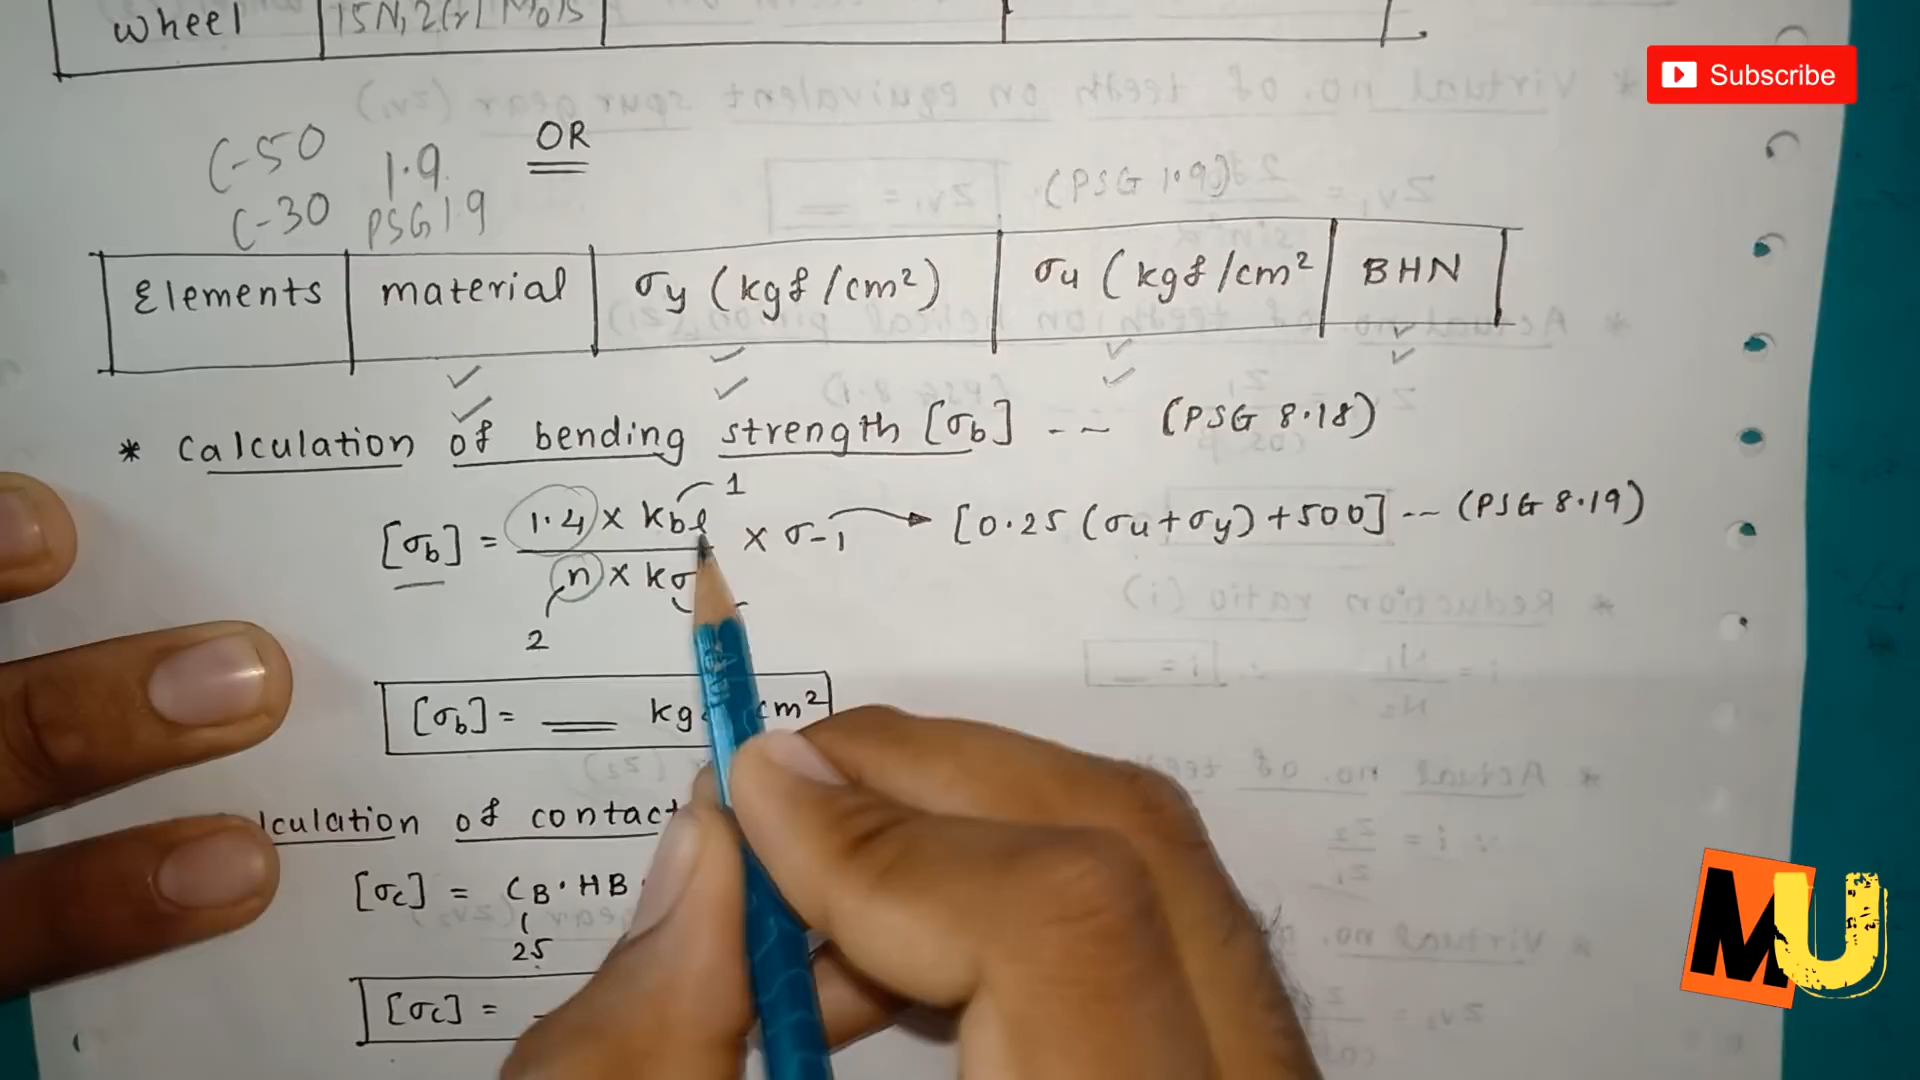 wheel 15Ni2Cr1Mo15
Subscribe
C-50 1.9 OR
C-30 PSG 1.9 (PSG 1.9)
Elements material σy (kgf/cm²) σu (kgf/cm² BHN
* Calculation of bending strength [σb] -- (PSG 8.18)
[σb] = 1.4 × kbl / n × kσ × σ-1 → [0.25 (σu+σy)+500] -- (PSG 8.19)
1
2
[σb] = __ kg cm²
lculation of contact
[σc] = CB·HB
25
[σc] =
MU